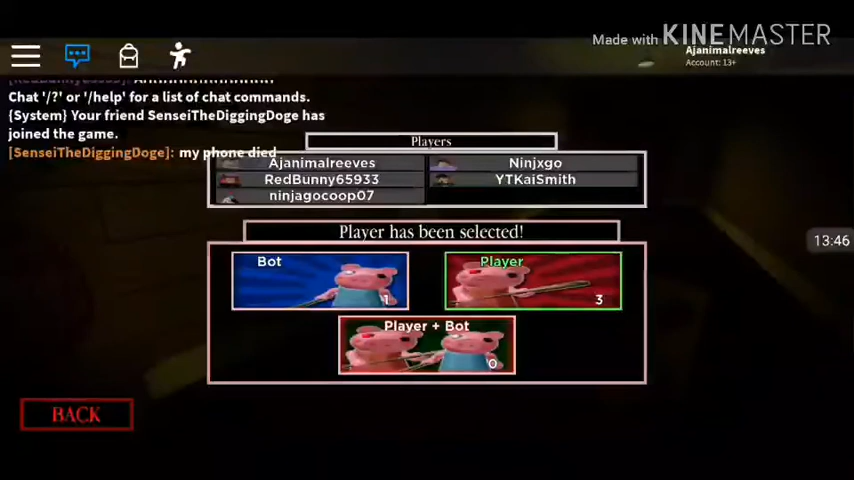 Made with KINEMASTER
Ajanimalreeves
Account: 13+
Chat '/?' or '/help' for a list of chat commands.
{System} Your friend SenseiTheDiggingDoge has
joined the game.
[SenseiTheDiggingDoge]: my phone died
Players
Ajanimalreeves
Ninjxgo
RedBunny65933
YTKaiSmith
ninjagocoop07
Player has been selected!
13:46
Bot
1
Player
3
Player + Bot
0
BACK